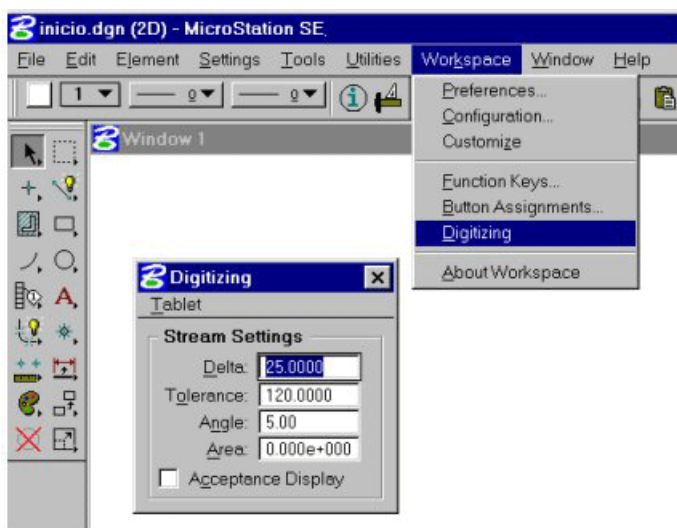 inicio.dgn (2D) - MicroStation SE
File Edit Element Settings Tools Utilities Workspace Window Help
1 0 0
Preferences...
Configuration...
Customize
Function Keys...
Button Assignments...
Digitizing
About Workspace
Window 1
Digitizing
Tablet
Stream Settings
Delta: 25.0000
Tolerance: 120.0000
Angle: 5.00
Area: 0.000e+000
Acceptance Display